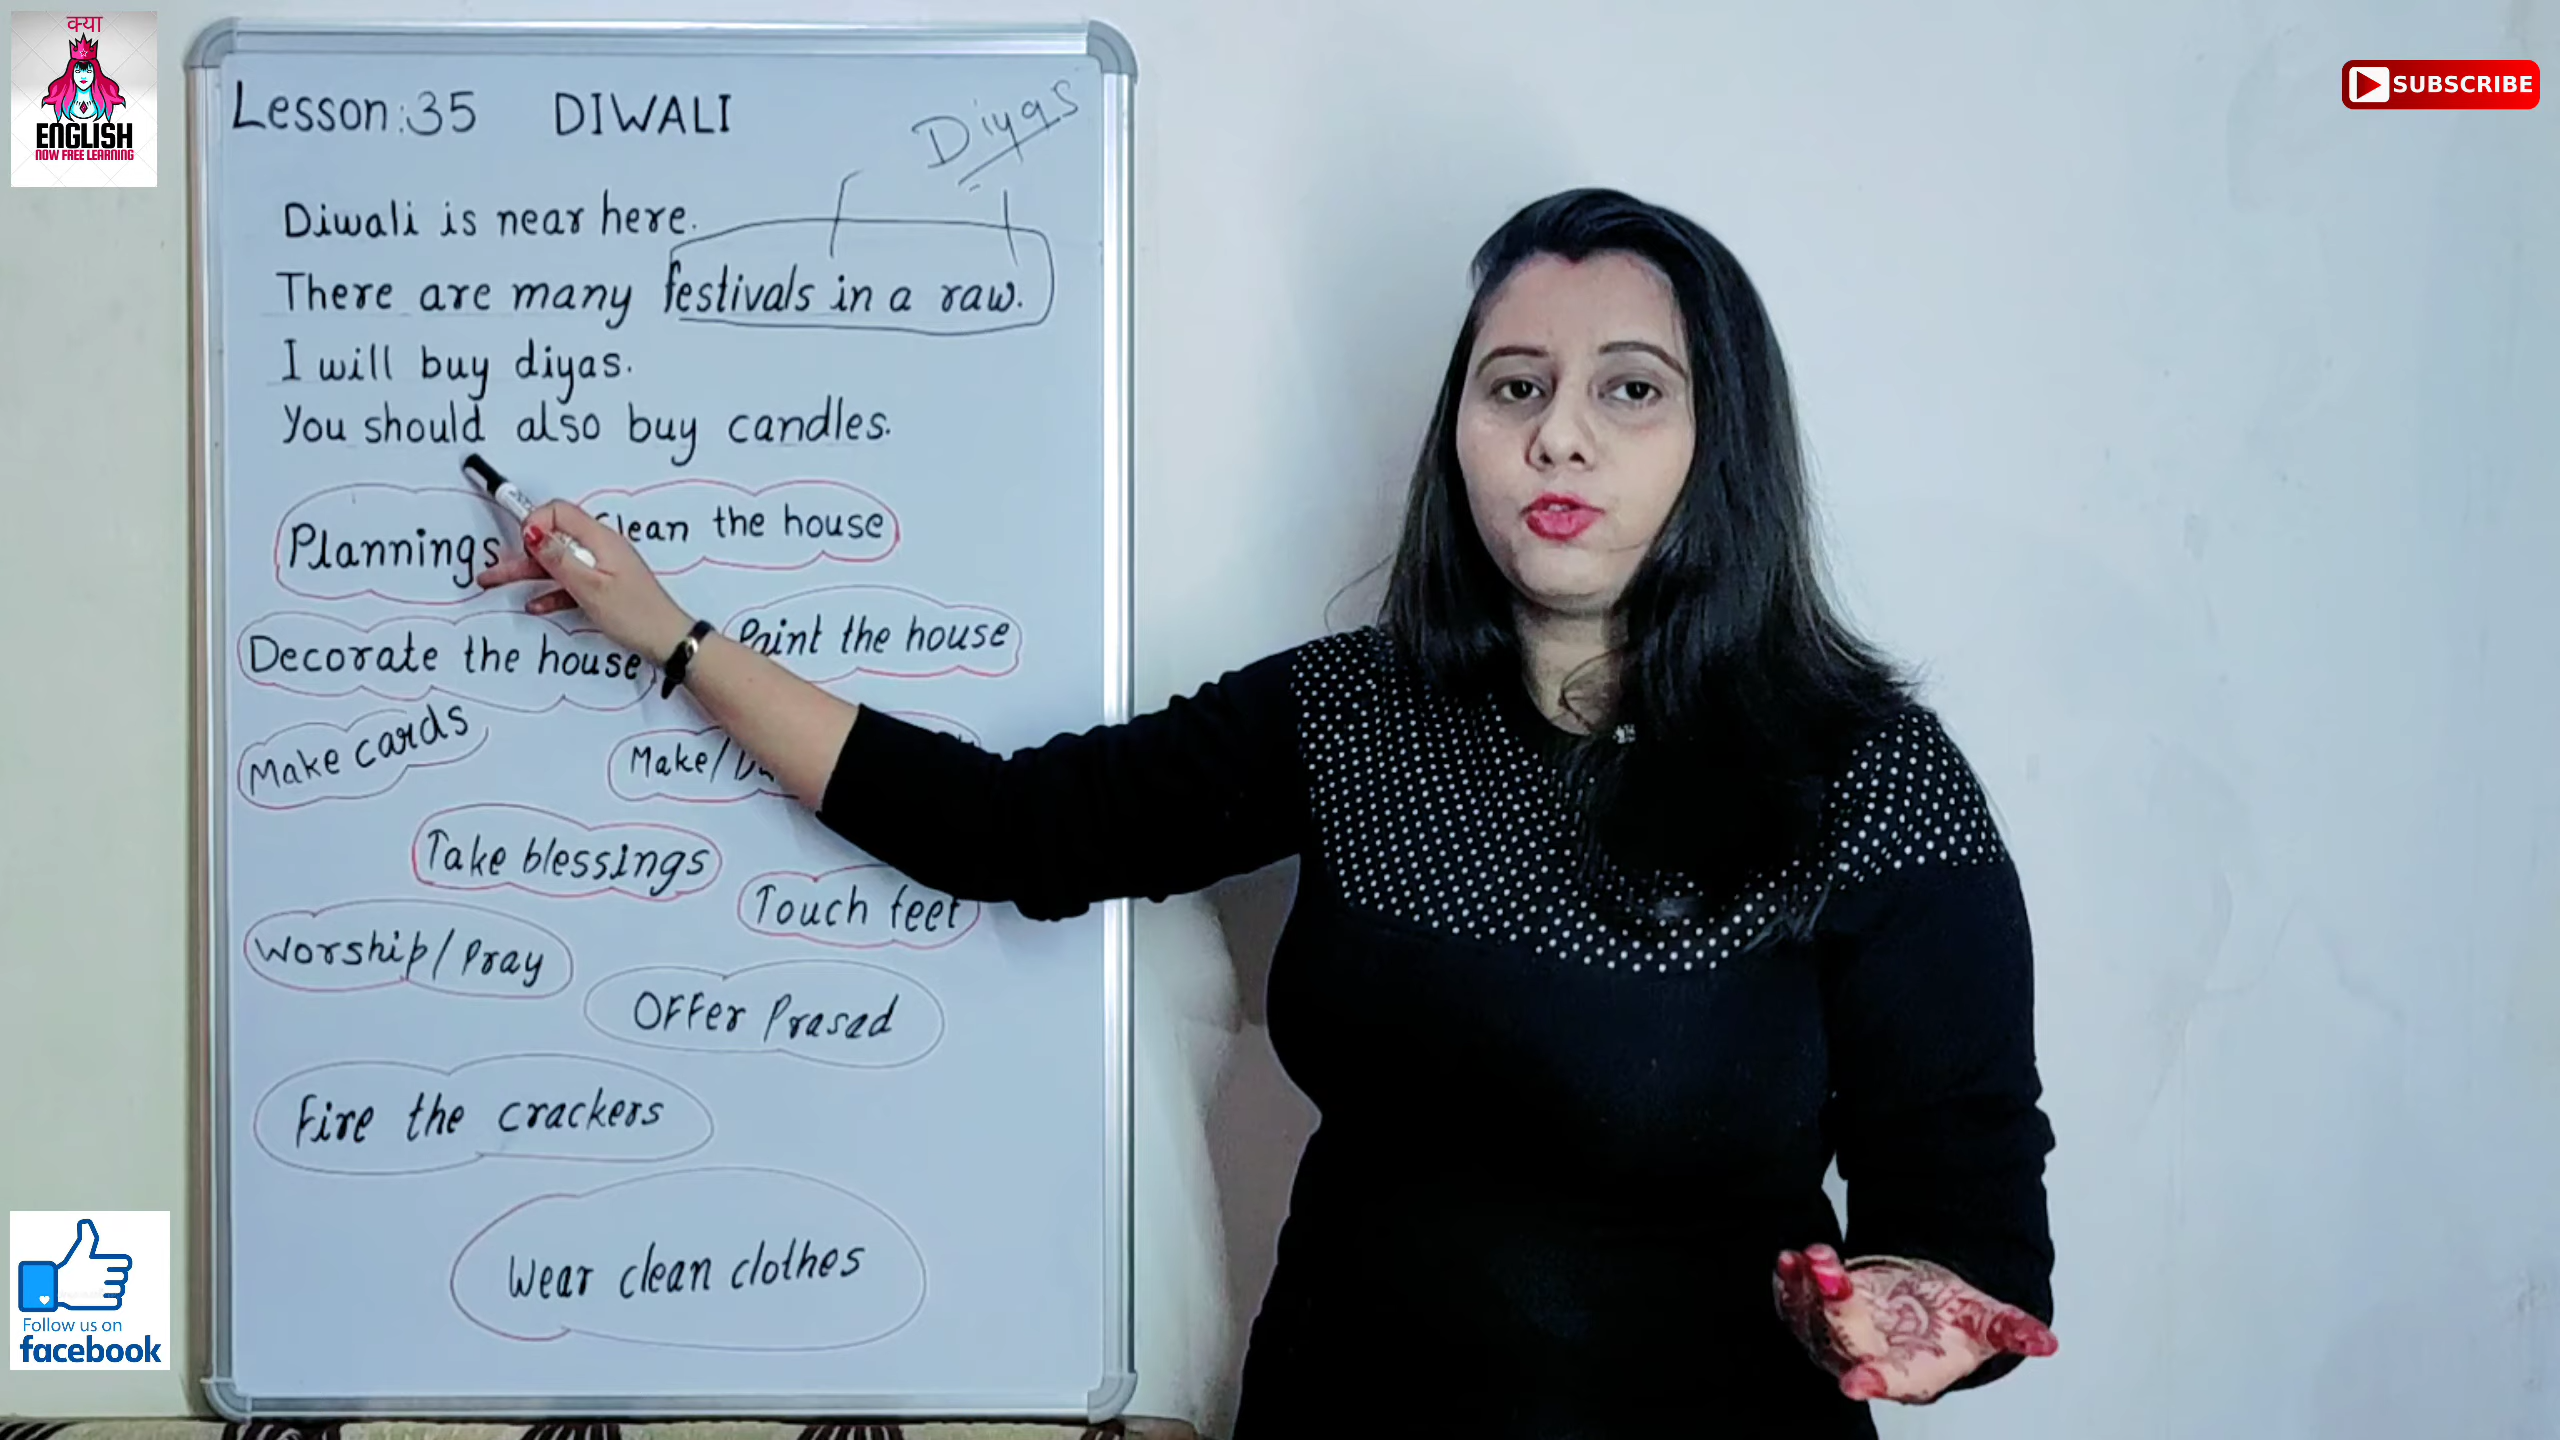 क्या
ENGLISH
NOW FREE LEARNING
SUBSCRIBE
Lesson:35 DIWALI
Diyas
Diwali is near here.
There are many festivals in a raw.
I will buy diyas.
You should also buy candles.
Plannings
Clean the house
Decorate the house
Paint the house
Make cards
Make/
Take blessings
Touch feet
Worship/Pray
OFFer Prasad
Fire the crackers
Wear clean clothes
Follow us on
facebook